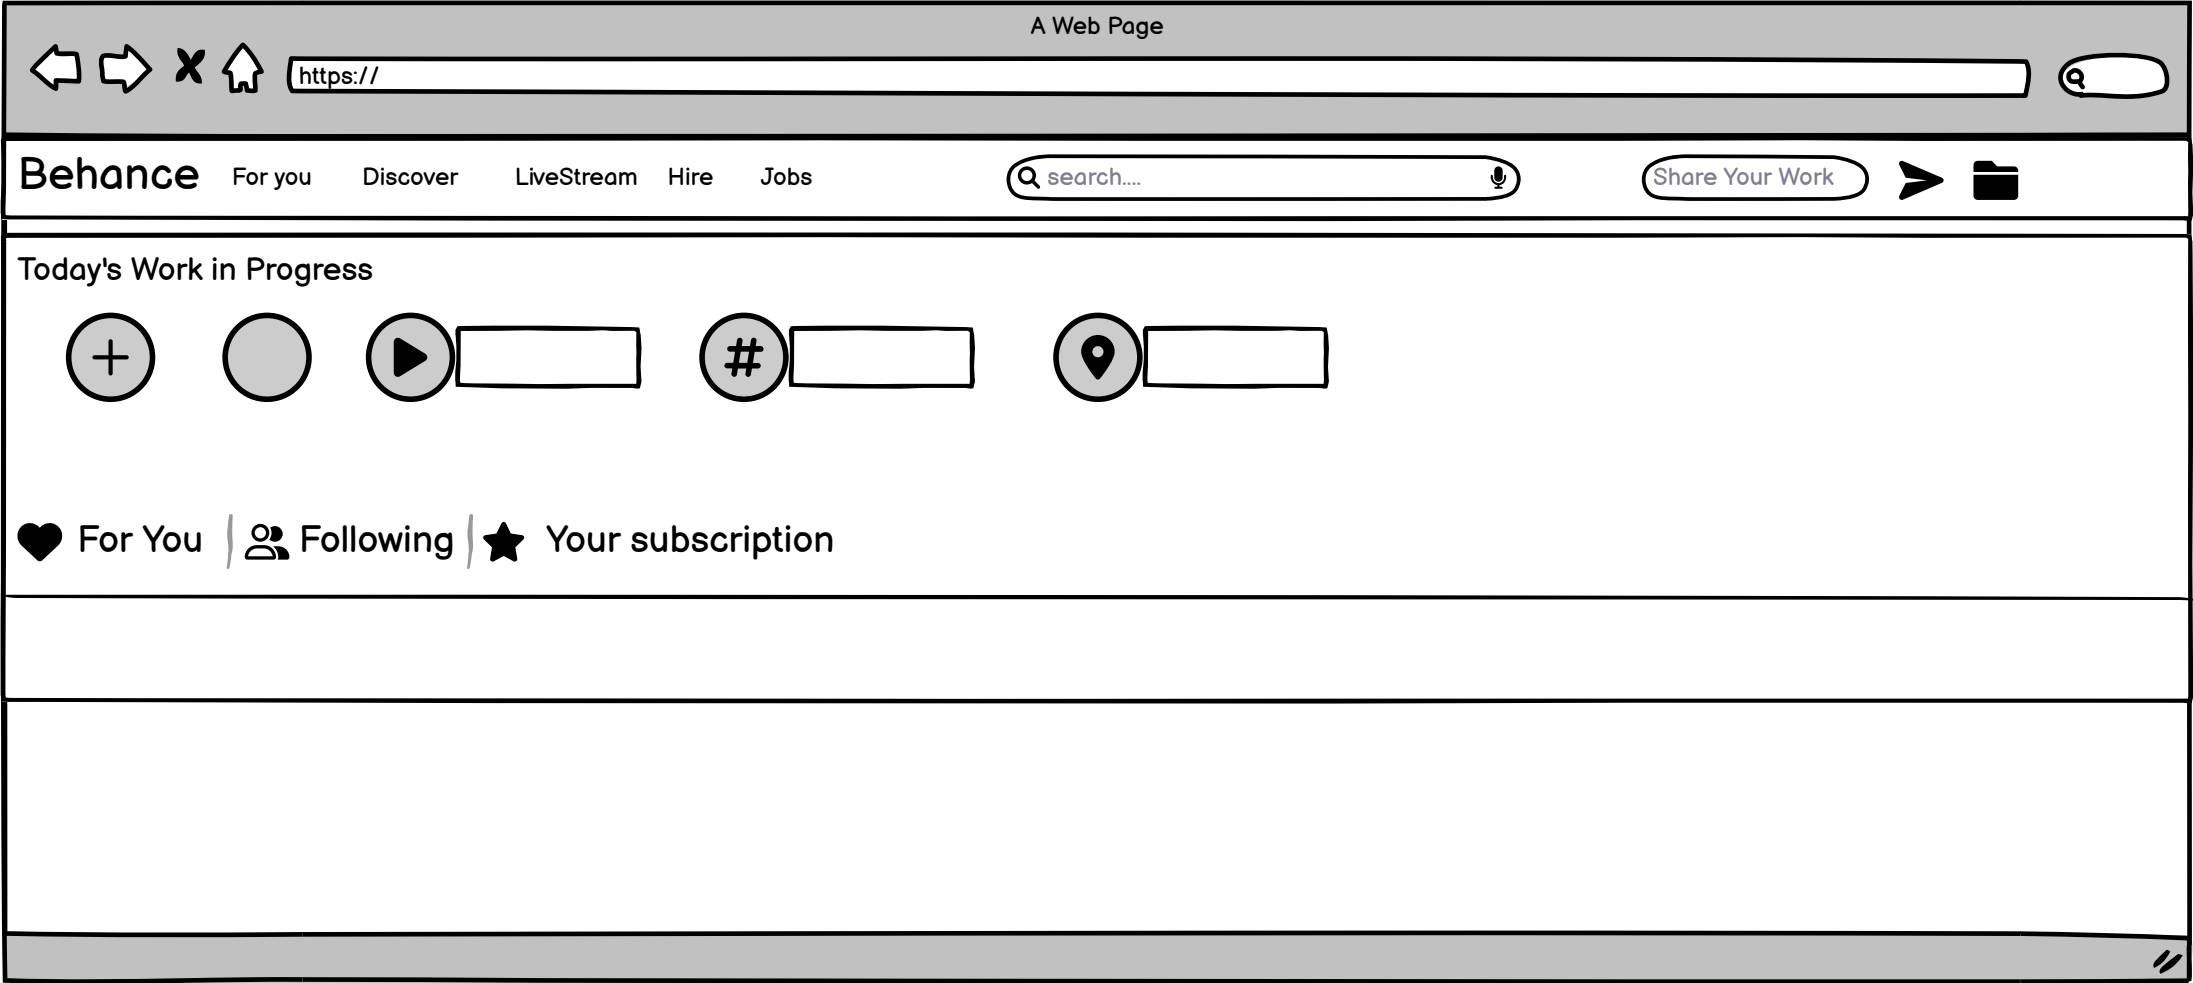 A Web Page
https://
Behance For you Discover LiveStream Hire Jobs search.... Share Your Work
Today's Work in Progress
For You Following Your subscription